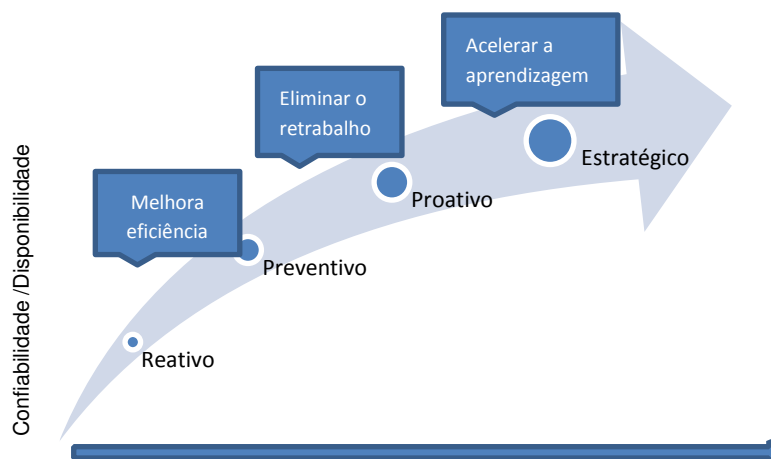 Acelerar a
aprendizagem
Eliminar o
retrabalho
Estratégico
Melhora
eficiência
Proativo
Preventivo
Reativo
Confiabilidade /Disponibilidade